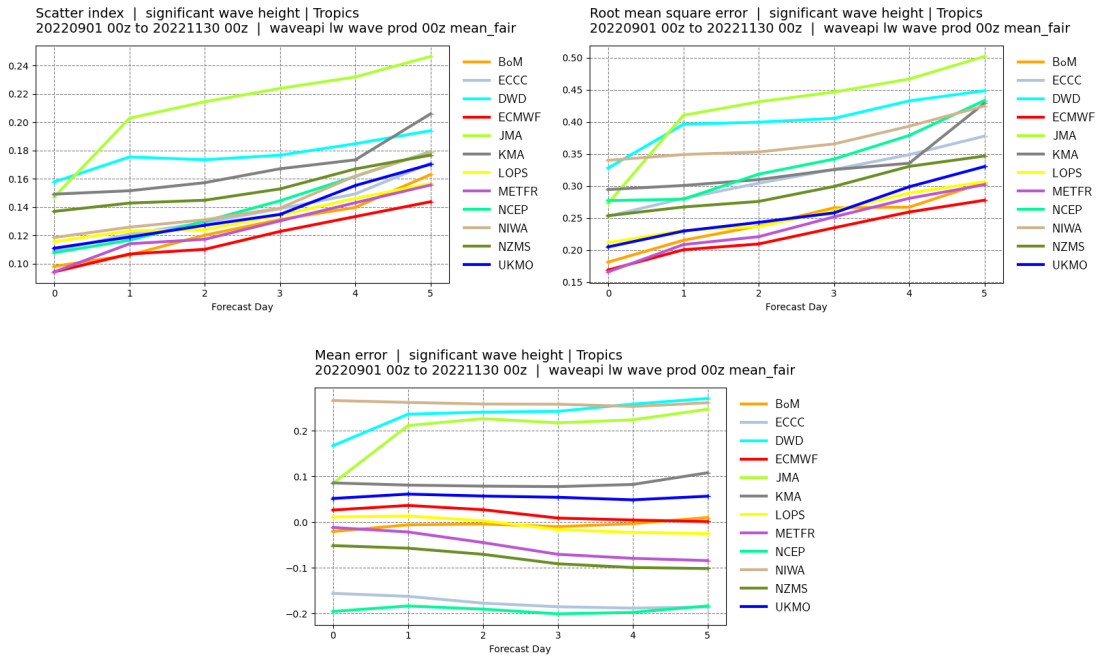 Scatter index  |  significant wave height | Tropics
20220901 00z to 20221130 00z  |  waveapi lw wave prod 00z mean_fair
0.24
0.22
0.20
0.18
0.16
0.14
0.12
0.10
0 1 2 3 4 5
Forecast Day
BoM
ECCC
DWD
ECMWF
JMA
KMA
LOPS
METFR
NCEP
NIWA
NZMS
UKMO
Root mean square error  |  significant wave height | Tropics
20220901 00z to 20221130 00z  |  waveapi lw wave prod 00z mean_fair
0.50
0.45
0.40
0.35
0.30
0.25
0.20
0.15
0 1 2 3 4 5
Forecast Day
BoM
ECCC
DWD
ECMWF
JMA
KMA
LOPS
METFR
NCEP
NIWA
NZMS
UKMO
Mean error  |  significant wave height | Tropics
20220901 00z to 20221130 00z  |  waveapi lw wave prod 00z mean_fair
0.2
0.1
0.0
−0.1
−0.2
0 1 2 3 4 5
Forecast Day
BoM
ECCC
DWD
ECMWF
JMA
KMA
LOPS
METFR
NCEP
NIWA
NZMS
UKMO